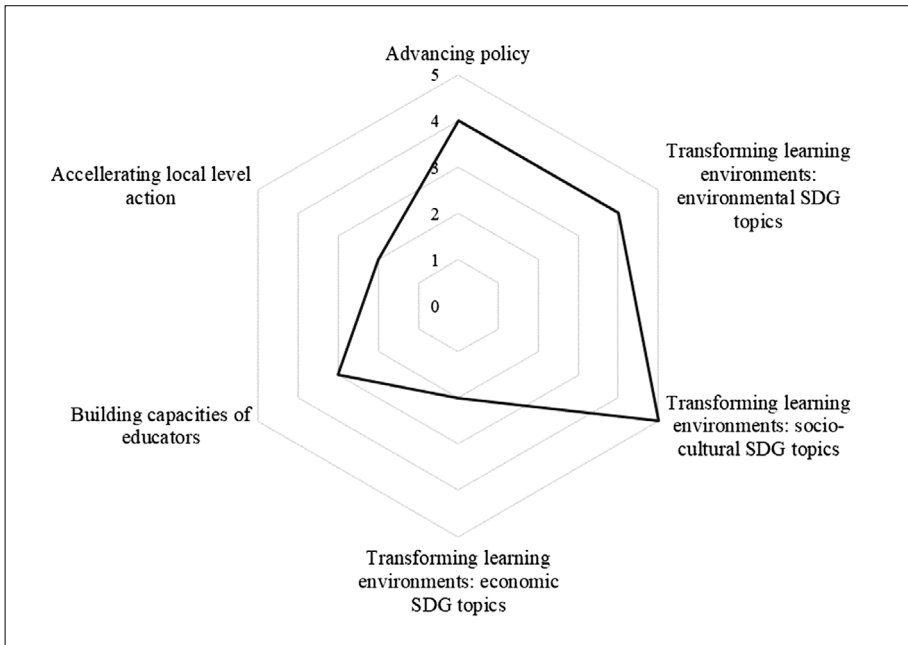 Advancing policy
5
4
3
2
1
0
Transforming learning
environments:
environmental SDG
topics
Transforming learning
environments: socio-
cultural SDG topics
Transforming learning
environments: economic
SDG topics
Building capacities of
educators
Accellerating local level
action